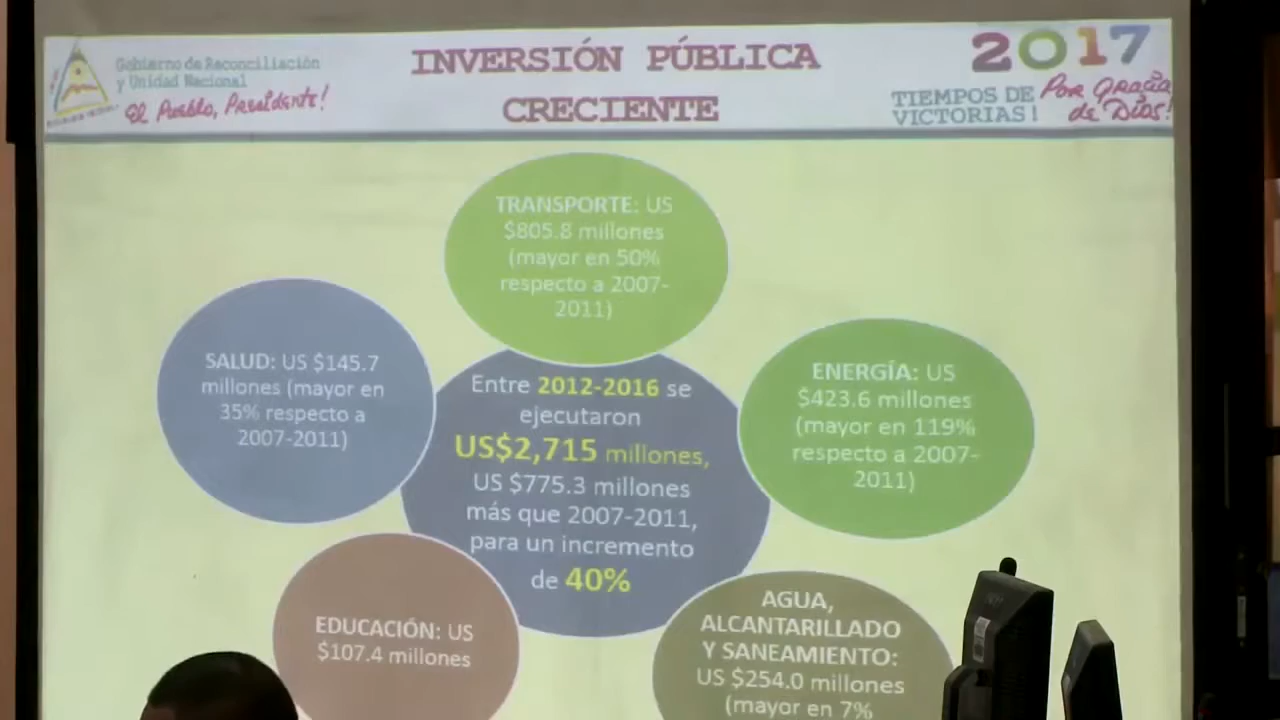 Gobierno de Reconciliación
y Unidad Nacional
El Pueblo, Presidente!
INVERSIÓN PÚBLICA
CRECIENTE
2017
TIEMPOS DE
VICTORIAS!
Por Gracia
de Dios!
TRANSPORTE: US
$805.8 millones
(mayor en 50%
respecto a 2007-
2011)
SALUD: US $145.7
millones (mayor en
35% respecto a
2007-2011)
Entre 2012-2016 se
ejecutaron
US$2,715 millones,
US $775.3 millones
más que 2007-2011,
para un incremento
de 40%
ENERGÍA: US
$423.6 millones
(mayor en 119%
respecto a 2007-
2011)
EDUCACIÓN: US
$107.4 millones
AGUA,
ALCANTARILLADO
Y SANEAMIENTO:
US $254.0 millones
(mayor en 7%